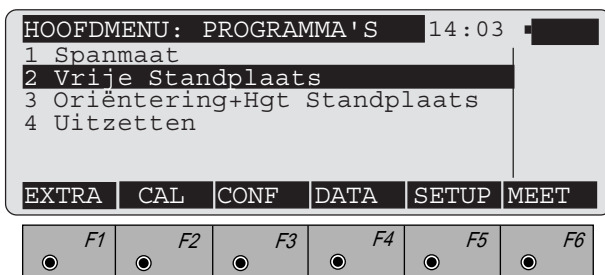 HOOFDMENU: PROGRAMMA'S 14:03
1 Spanmaat
2 Vrije Standplaats
3 Oriëntering+Hgt Standplaats
4 Uitzetten
EXTRA CAL CONF DATA SETUP MEET
F1 F2 F3 F4 F5 F6